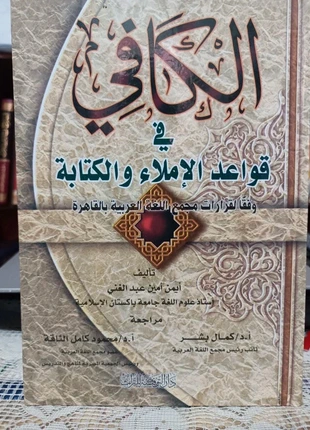 الكافي
في
قواعد الإملاء والكتابة
وفقا لقرارات مجمع اللغة العربية بالقاهرة
تأليف
أيمن أمين عبد الغني
أستاذ علوم اللغة جامعة باكستان الإسلامية
مراجعة
أ.د/كمال بشر
نائب رئيس مجمع اللغة العربية
أ.د/محمود كامل الناقة